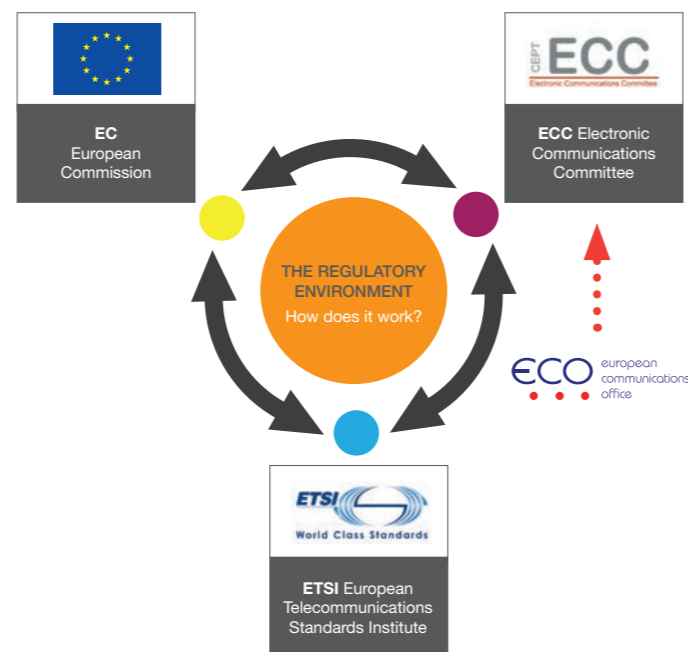 CEPT
ECC
Electronic Communications Committee
EC
European
Commission
ECC Electronic
Communications
Committee
THE REGULATORY
ENVIRONMENT
How does it work?
ECO
european
communications
office
ETSI
World Class Standards
ETSI European
Telecommunications
Standards Institute